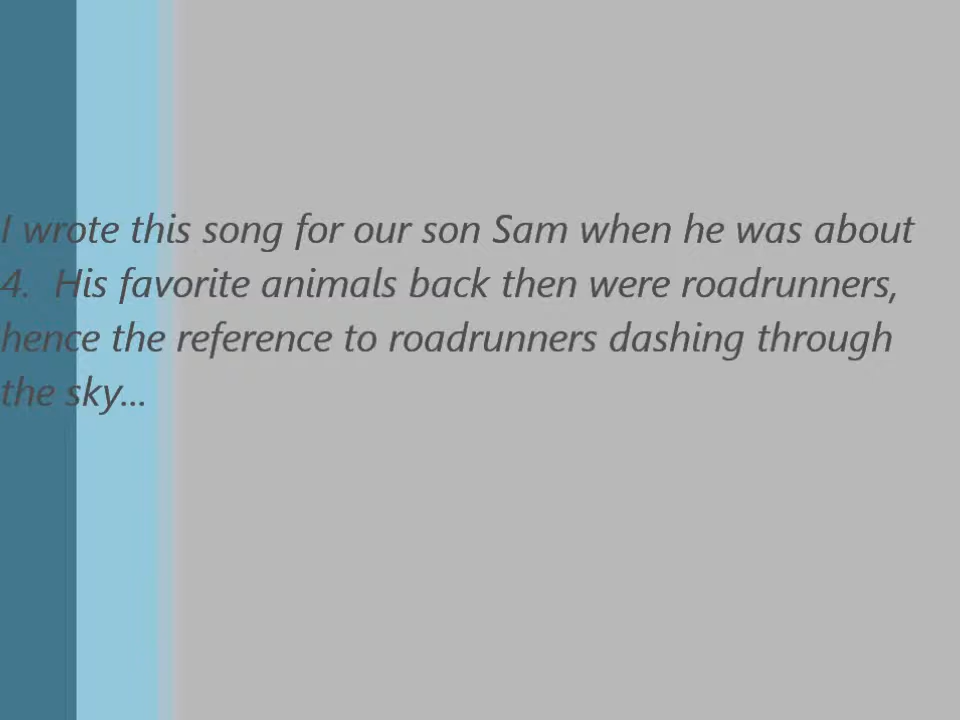 I wrote this song for our son Sam when he was about
4.  His favorite animals back then were roadrunners,
hence the reference to roadrunners dashing through
the sky...